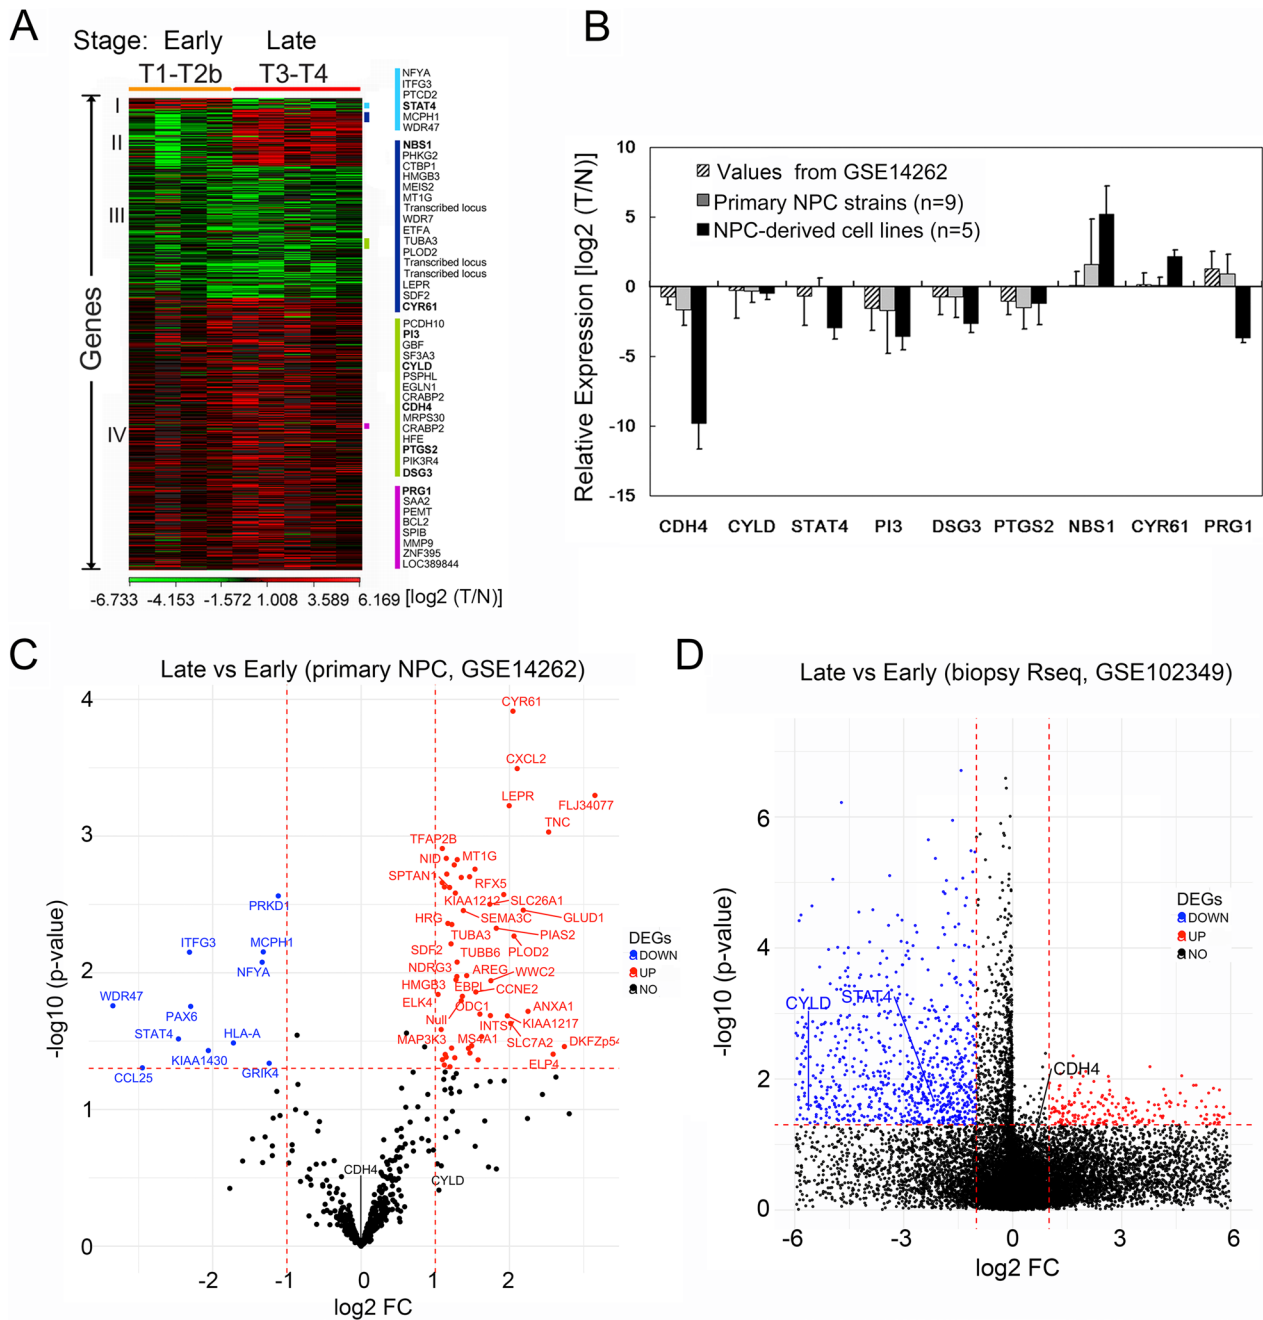 A
Stage: Early Late
T1-T2b T3-T4
I
II
III
IV
Genes
NFYA
ITFG3
PTCD2
STAT4
MCPH1
WDR47
NBS1
PHKG2
CTBP1
HMGB3
MEIS2
MT1G
Transcribed locus
WDR7
ETFA
TUBA3
PLOD2
Transcribed locus
Transcribed locus
LEPR
SDF2
CYR61
PCDH10
PI3
GBF
SF3A3
CYLD
PSPHL
EGLN1
CRABP2
CDH4
MRPS30
CRABP2
HFE
PTGS2
PIK3R4
DSG3
PRG1
SAA2
PEMT
BCL2
SPIB
MMP9
ZNF395
LOC389844
-6.733 -4.153 -1.572 1.008 3.589 6.169 [log2 (T/N)]
B
Relative Expression [log2 (T/N)]
10
5
0
-5
-10
-15
Values from GSE14262
Primary NPC strains (n=9)
NPC-derived cell lines (n=5)
CDH4 CYLD STAT4 PI3 DSG3 PTGS2 NBS1 CYR61 PRG1
C
Late vs Early (primary NPC, GSE14262)
-log10 (p-value)
4
3
2
1
0
CYR61
CXCL2
LEPR
FLJ34077
TNC
TFAP2B
NID
MT1G
SPTAN1
RFX5
KIAA1212
SLC26A1
HRG
SEMA3C
GLUD1
TUBA3
PIAS2
SDF2
TUBB6
PLOD2
NDRG3
AREG
WWC2
HMGB3
EBPL
CCNE2
ELK4
ODC1
ANXA1
Null
INTS7
KIAA1217
MAP3K3
MS4A1
SLC7A2
DKFZp54
ELP4
PRKD1
ITFG3
MCPH1
NFYA
WDR47
PAX6
STAT4
HLA-A
KIAA1430
GRIK4
CCL25
CDH4
CYLD
DEGs
DOWN
UP
NO
-2 -1 0 1 2
log2 FC
D
Late vs Early (biopsy Rseq, GSE102349)
-log10 (p-value)
6
4
2
0
CYLD
STAT4
CDH4
DEGs
DOWN
UP
NO
-6 -3 0 3 6
log2 FC